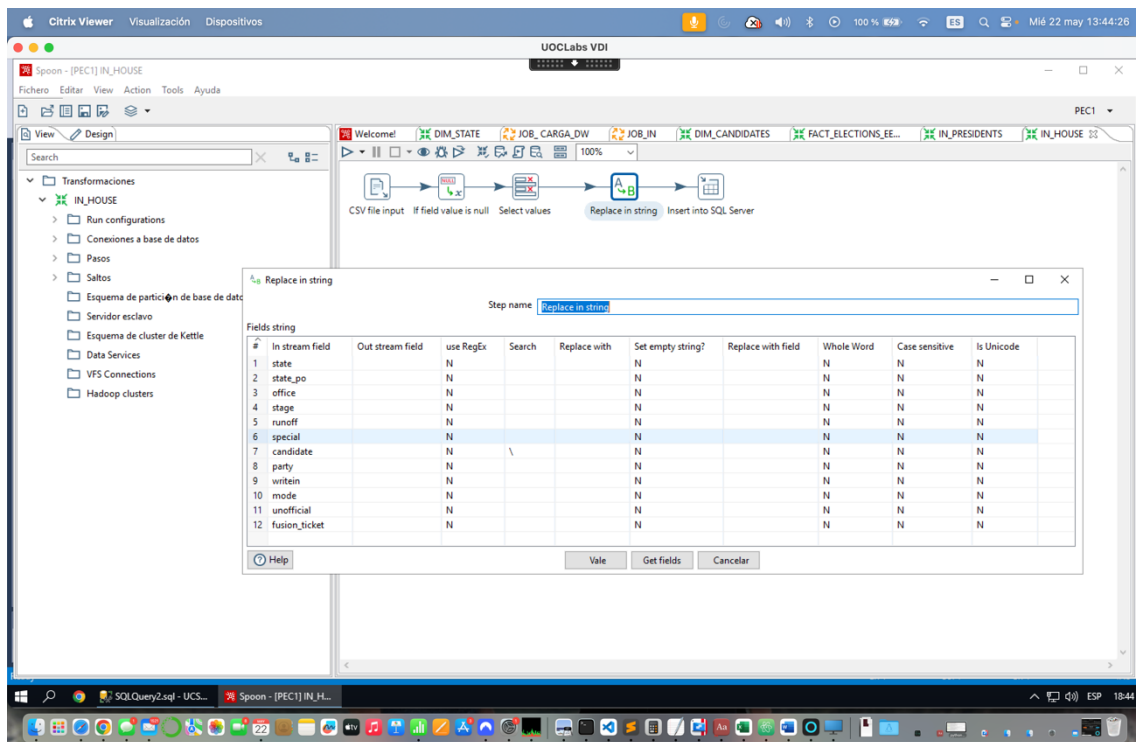 Citrix Viewer Visualización Dispositivos 100 % ES Mié 22 may 13:44:26
UOCLabs VDI
Spoon - [PEC1] IN_HOUSE
Fichero Editar View Action Tools Ayuda
PEC1
View Design
Welcome! DIM_STATE JOB_ CARGA_DW JOB_IN DIM_CANDIDATES FACT_ELECTIONS_EE... IN_PRESIDENTS IN_HOUSE
Search
100%
Transformaciones
IN_HOUSE
Run configurations
Conexiones a base de datos
Pasos
Saltos
Esquema de partici�n de base de dato
Servidor esclavo
Esquema de cluster de Kettle
Data Services
VFS Connections
Hadoop clusters
CSV file input If field value is null Select values Replace in string Insert into SQL Server
Replace in string
Step name Replace in string
Fields string
# In stream field Out stream field use RegEx Search Replace with Set empty string? Replace with field Whole Word Case sensitive Is Unicode
1 state N N N N N
2 state_po N N N N N
3 office N N N N N
4 stage N N N N N
5 runoff N N N N N
6 special N N N N N
7 candidate N \ N N N N
8 party N N N N N
9 writein N N N N N
10 mode N N N N N
11 unofficial N N N N N
12 fusion_ticket N N N N N
Help Vale Get fields Cancelar
SQLQuery2.sql - UCS... Spoon - [PEC1] IN_H... ESP 18:44